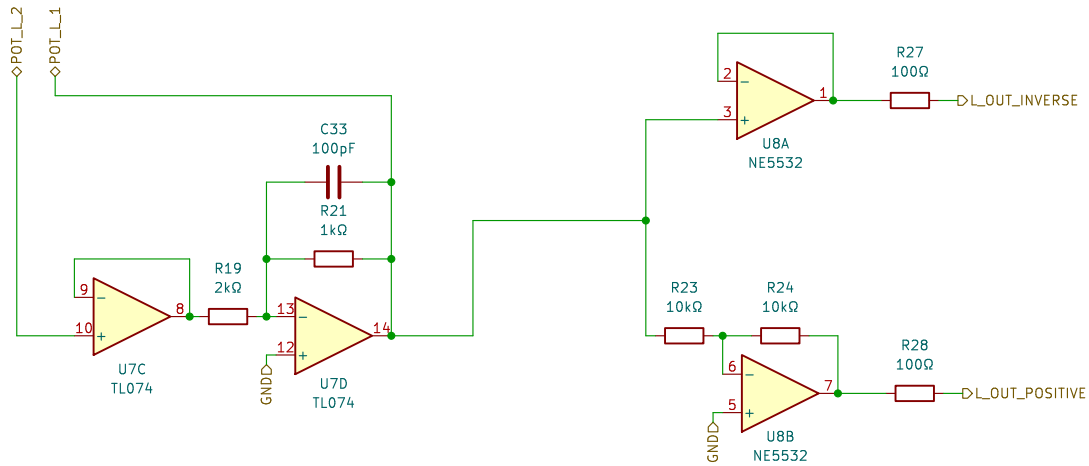 POT_L_2
POT_L_1
C33
100pF
R21
1kΩ
R19
2kΩ
9
10
8
U7C
TL074
13
12
14
GND
U7D
TL074
2
3
1
U8A
NE5532
R27
100Ω
L_OUT_INVERSE
R23
10kΩ
R24
10kΩ
6
5
7
GND
U8B
NE5532
R28
100Ω
L_OUT_POSITIVE